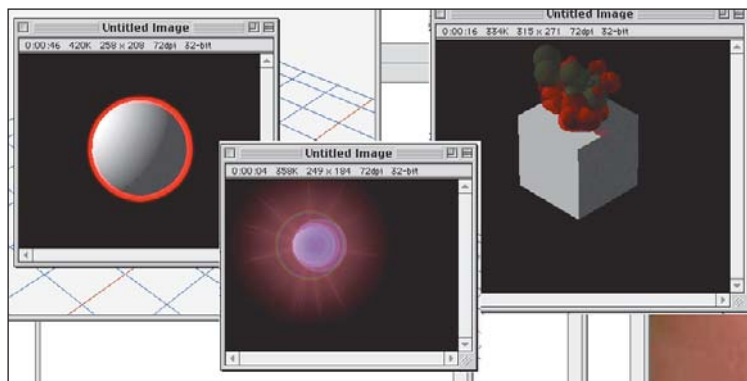 Untitled Image
0:00:46 420K 258 x 208 72dpi 32-bit
Untitled Image
0:00:04 358K 249 x 184 72dpi 32-bit
Untitled Image
0:00:16 334K 315 x 271 72dpi 32-bit